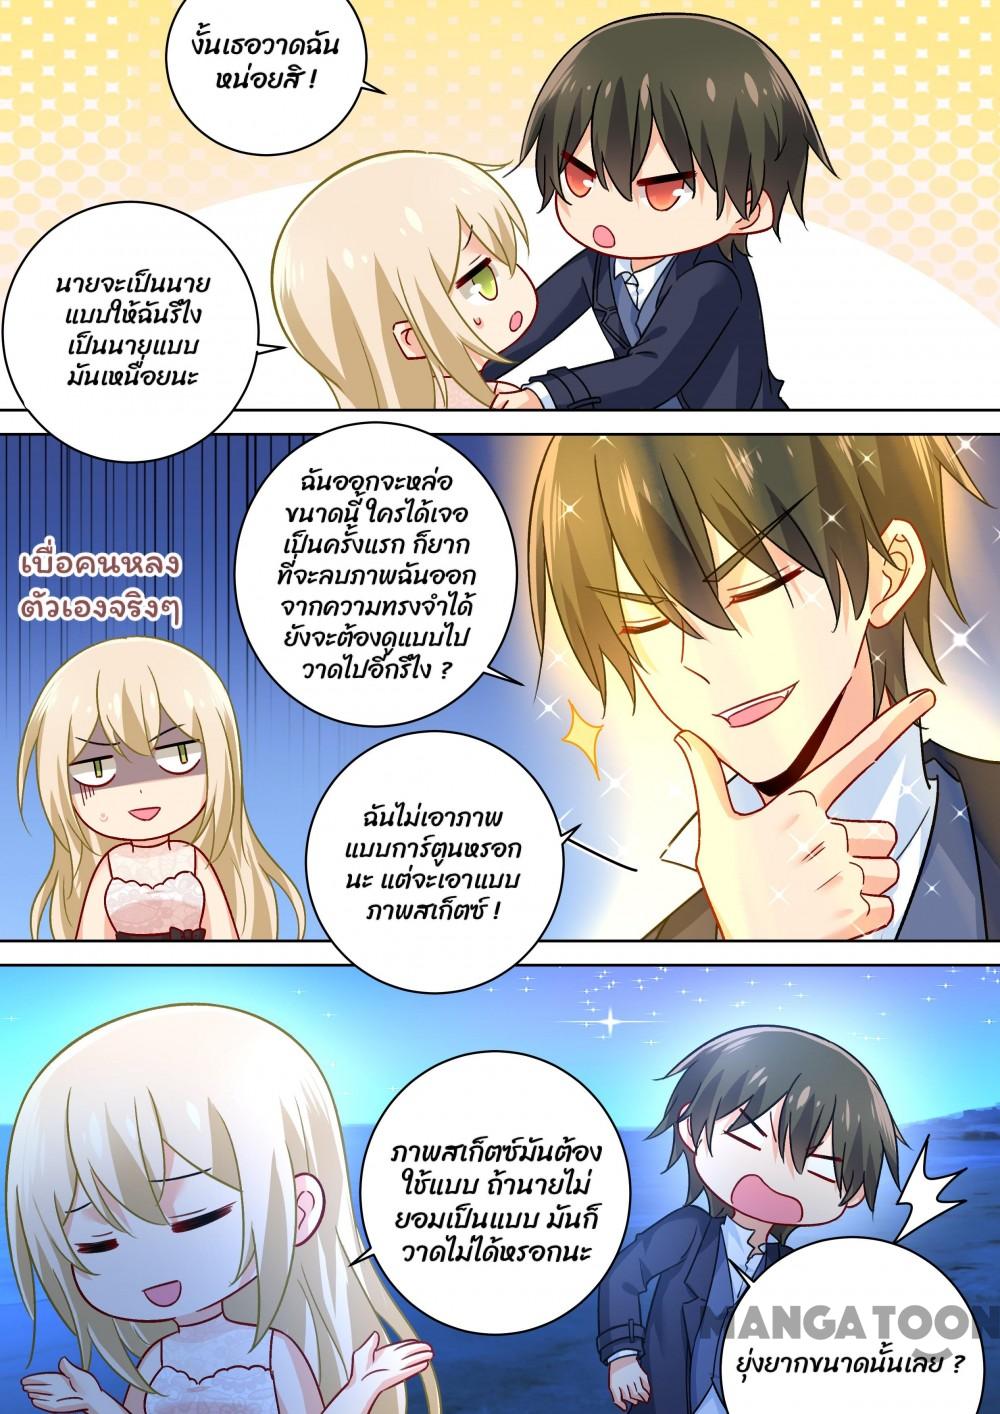 งั้นเธอวาดฉัน
หน่อยสิ !
นายจะเป็นนาย
แบบให้ฉันรึไง
เป็นนายแบบ
มันเหนื่อยนะ
ฉันออกจะหล่อ
ขนาดนี้ ใครได้เจอ
เป็นครั้งแรก ก็ยาก
ที่จะลบภาพฉันออก
จากความทรงจำได้
ยังจะต้องดูแบบไป
วาดไปอีกรึไง ?
เบื่อคนหลง
ตัวเองจริงๆ
ฉันไม่เอาภาพ
แบบการ์ตูนหรอก
นะ แต่จะเอาแบบ
ภาพสเก็ตซ์ !
ภาพสเก็ตซ์มันต้อง
ใช้แบบ ถ้านายไม่
ยอมเป็นแบบ มันก็
วาดไม่ได้หรอกนะ
MANGATOON
ยุ่งยากขนาดนั้นเลย ?